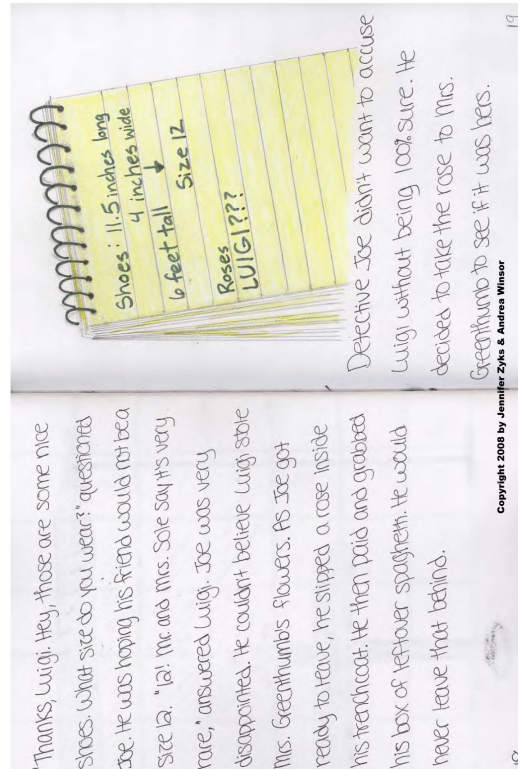 "Thanks, Luigi. Hey, those are some nice
shoes. What size do you wear?" questioned
Joe. He was hoping his friend would not be a
size 12. "12! Mr. and Mrs. Sole say it's very
rare," answered Luigi. Joe was very
disappointed. He couldn't believe Luigi stole
Mrs. Greenthumb's flowers. As Joe got
ready to leave, he slipped a rose inside
his trenchcoat. He then paid and grabbed
his box of leftover spaghetti. He would
never leave that behind.
18
Shoes: 11.5 inches long
4 inches wide
6 feet tall ↓
Size 12
Roses
LUIGI???
Detective Joe didn't want to accuse
Luigi without being 100% sure. He
decided to take the rose to Mrs.
Greenthumb to see if it was hers.
19
Copyright 2008 by Jennifer Zyks & Andrea Winsor